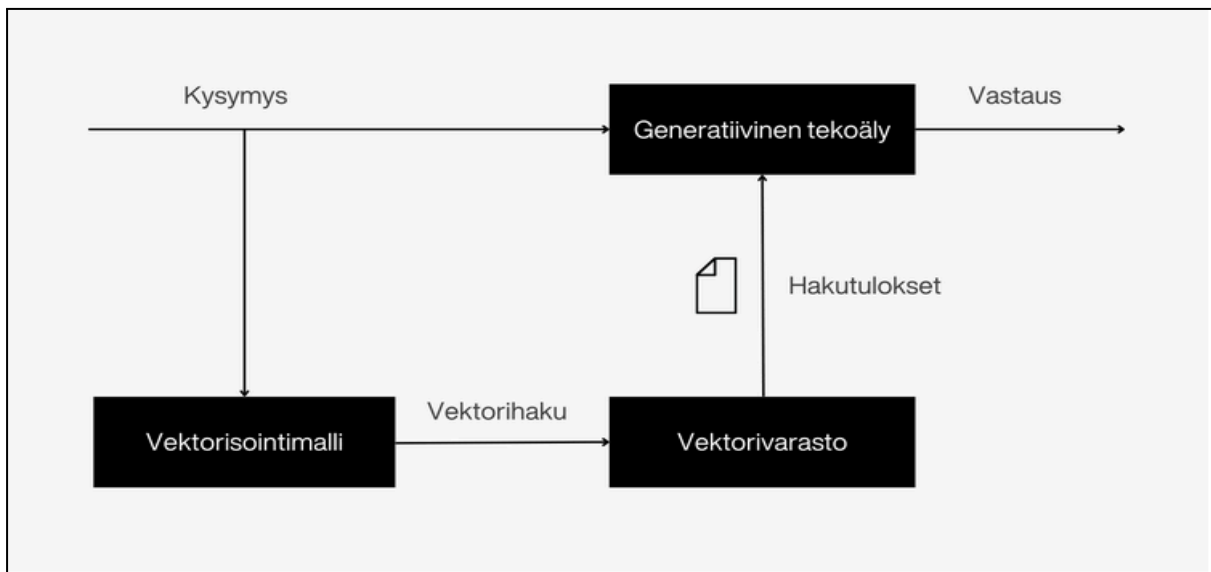 Kysymys
Generatiivinen tekoäly
Vastaus
Hakutulokset
Vektorisointimalli
Vektorihaku
Vektorivarasto